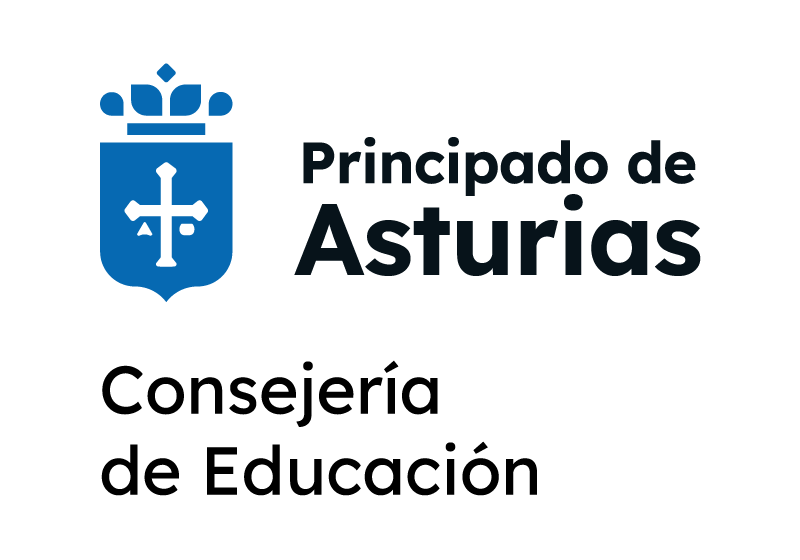 Principado de
Asturias
Consejería
de Educación